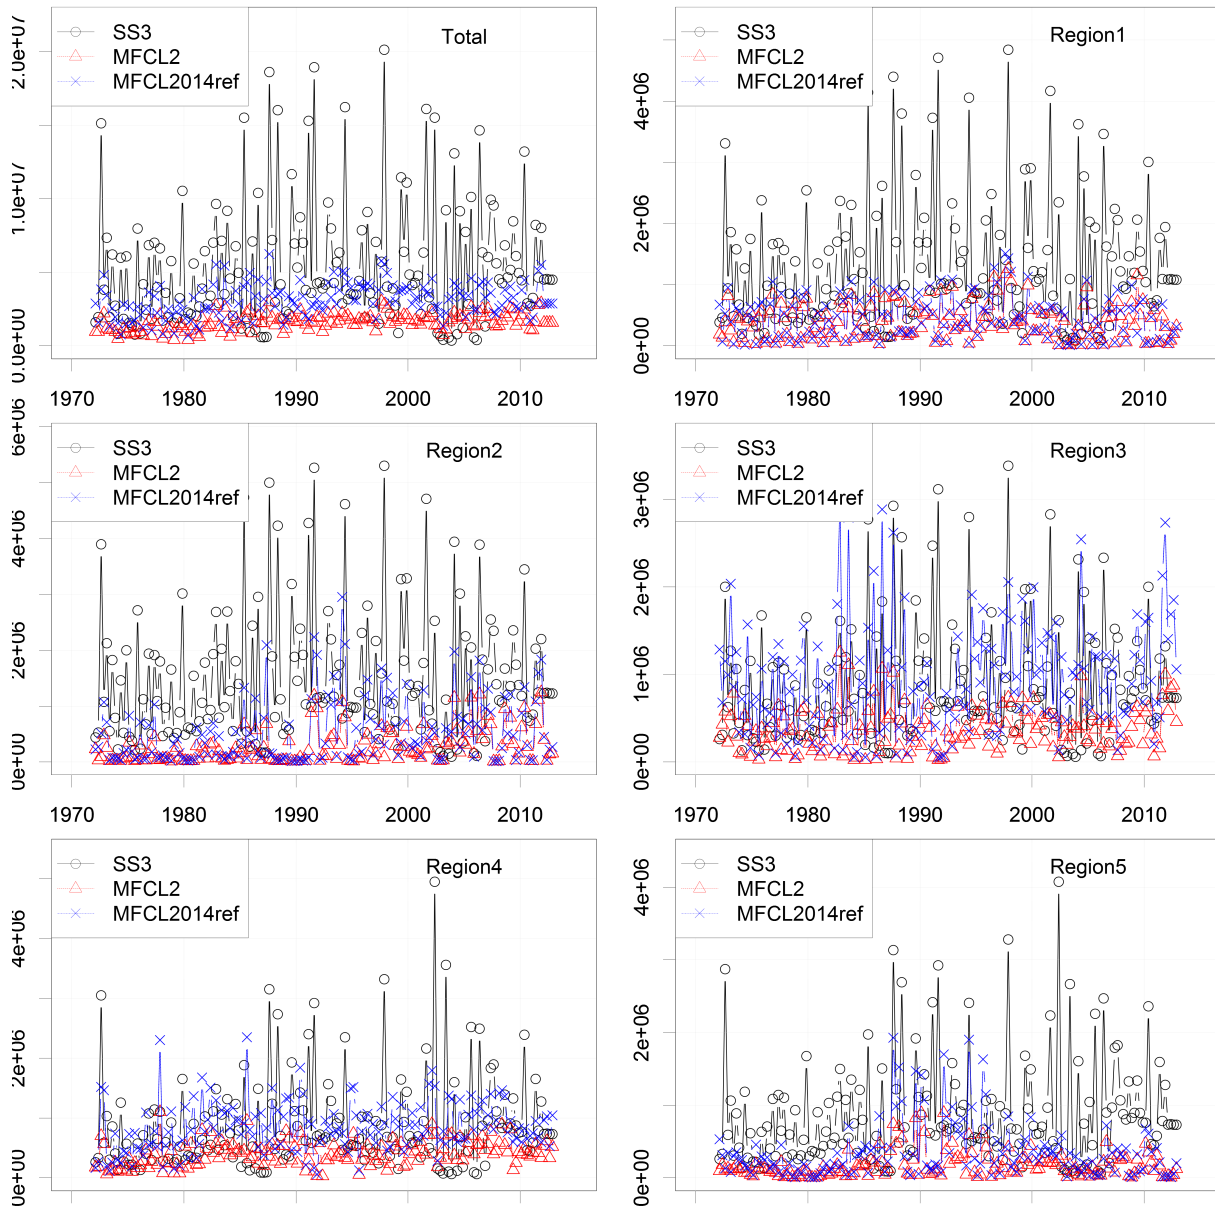 SS3
MFCL2
MFCL2014ref
Total
0.0e+00
1.0e+07
2.0e+07
1970
1980
1990
2000
2010
SS3
MFCL2
MFCL2014ref
Region1
0e+00
2e+06
4e+06
1970
1980
1990
2000
2010
SS3
MFCL2
MFCL2014ref
Region2
0e+00
2e+06
4e+06
6e+06
1970
1980
1990
2000
2010
SS3
MFCL2
MFCL2014ref
Region3
0e+00
1e+06
2e+06
3e+06
1970
1980
1990
2000
2010
SS3
MFCL2
MFCL2014ref
Region4
0e+00
2e+06
4e+06
SS3
MFCL2
MFCL2014ref
Region5
0e+00
2e+06
4e+06